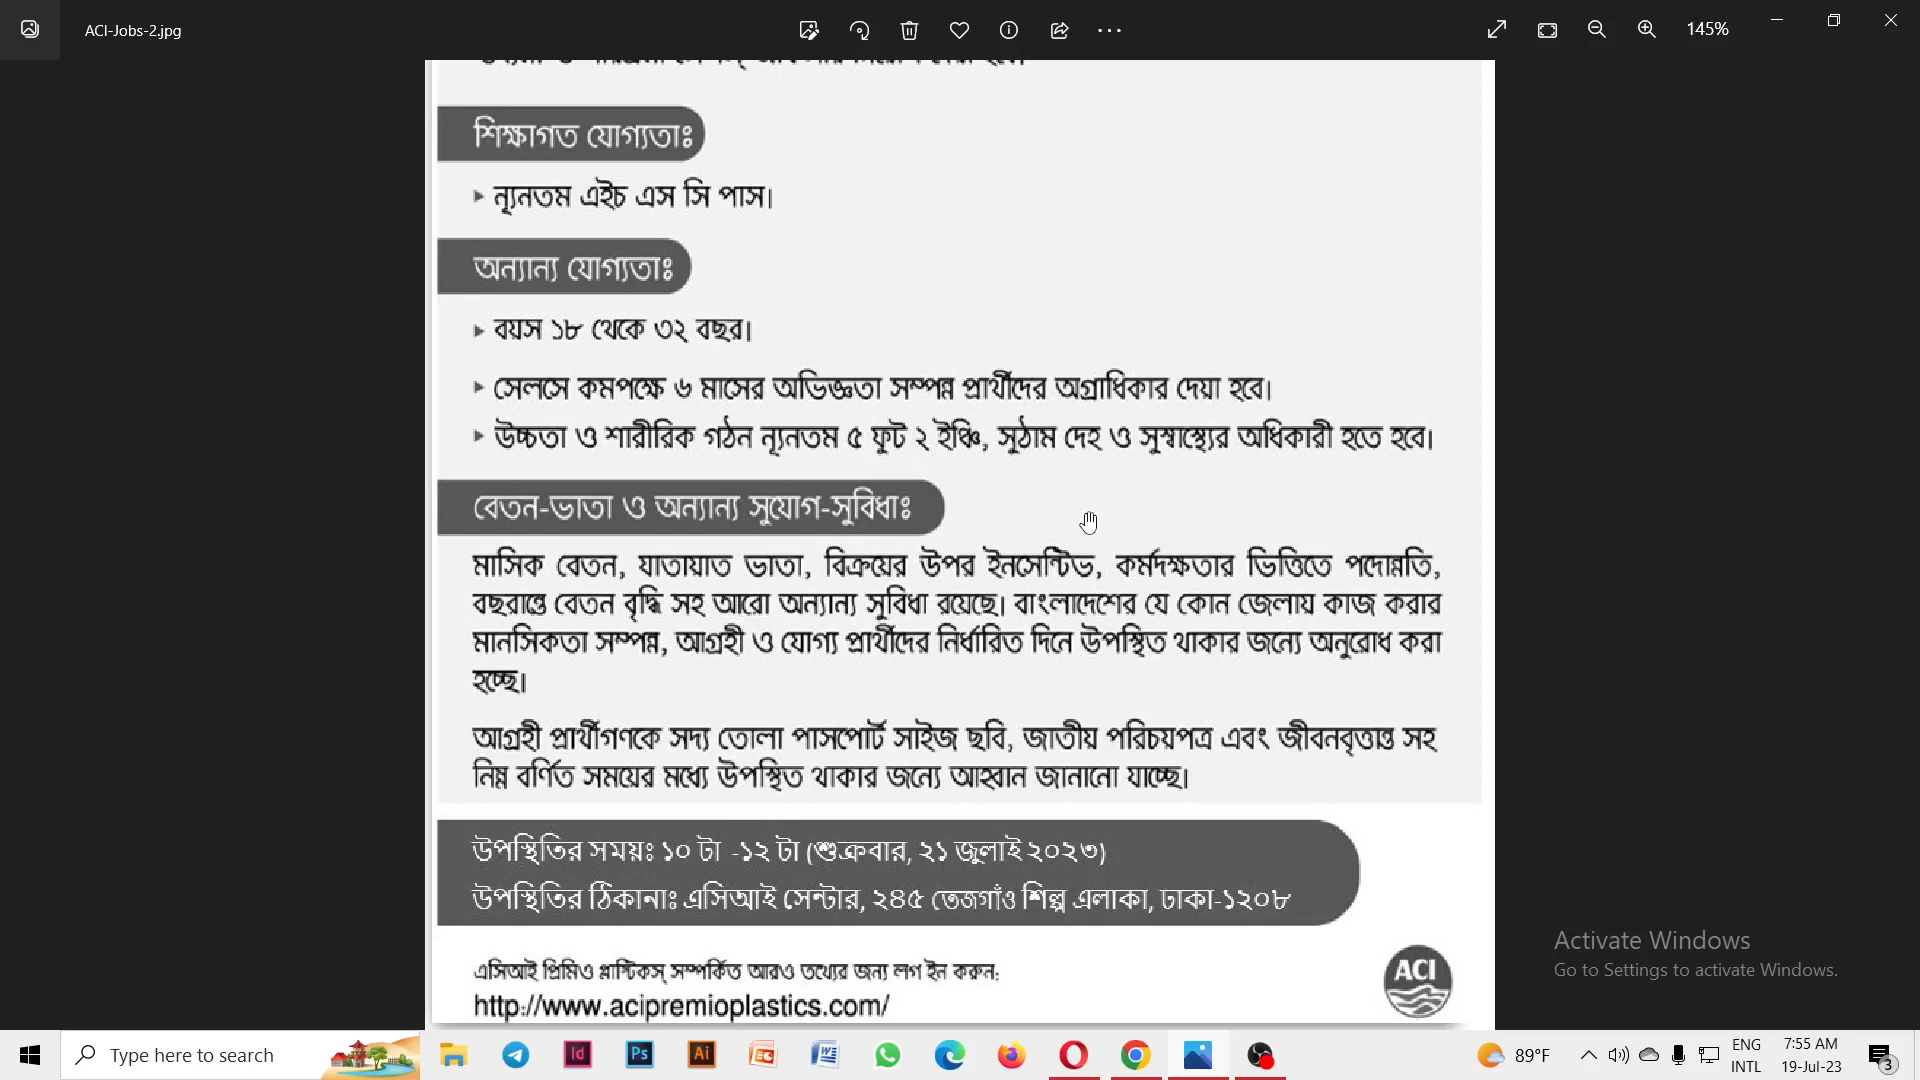 ACI-Jobs-2.jpg
145%
শিক্ষাগত যোগ্যতাঃ
ন্যূনতম এইচ এস সি পাস।
অন্যান্য যোগ্যতাঃ
বয়স ১৮ থেকে ৩২ বছর।
সেলসে কমপক্ষে ৬ মাসের অভিজ্ঞতা সম্পন্ন প্রার্থীদের অগ্রাধিকার দেয়া হবে।
উচ্চতা ও শারীরিক গঠন ন্যূনতম ৫ ফুট ২ ইঞ্চি, সুঠাম দেহ ও সুস্বাস্থ্যের অধিকারী হতে হবে।
বেতন-ভাতা ও অন্যান্য সুযোগ-সুবিধাঃ
মাসিক বেতন, যাতায়াত ভাতা, বিক্রয়ের উপর ইনসেন্টিভ, কর্মদক্ষতার ভিত্তিতে পদোন্নতি,
বছরান্তে বেতন বৃদ্ধি সহ আরো অন্যান্য সুবিধা রয়েছে। বাংলাদেশের যে কোন জেলায় কাজ করার
মানসিকতা সম্পন্ন, আগ্রহী ও যোগ্য প্রার্থীদের নির্ধারিত দিনে উপস্থিত থাকার জন্যে অনুরোধ করা
হচ্ছে।
আগ্রহী প্রার্থীগণকে সদ্য তোলা পাসপোর্ট সাইজ ছবি, জাতীয় পরিচয়পত্র এবং জীবনবৃত্তান্ত সহ
নিম্ন বর্ণিত সময়ের মধ্যে উপস্থিত থাকার জন্যে আহ্বান জানানো যাচ্ছে।
উপস্থিতির সময়ঃ ১০ টা -১২ টা (শুক্রবার, ২১ জুলাই ২০২৩)
উপস্থিতির ঠিকানাঃ এসিআই সেন্টার, ২৪৫ তেজগাঁও শিল্প এলাকা, ঢাকা-১২০৮
এসিআই প্রিমিও প্লাস্টিকস্ সম্পর্কিত আরও তথ্যের জন্য লগ ইন করুন:
http://www.acipremioplastics.com/
ACI
Activate Windows
Go to Settings to activate Windows.
Type here to search
Id
Ps
Ai
89°F
ENG
INTL
7:55 AM
19-Jul-23
3